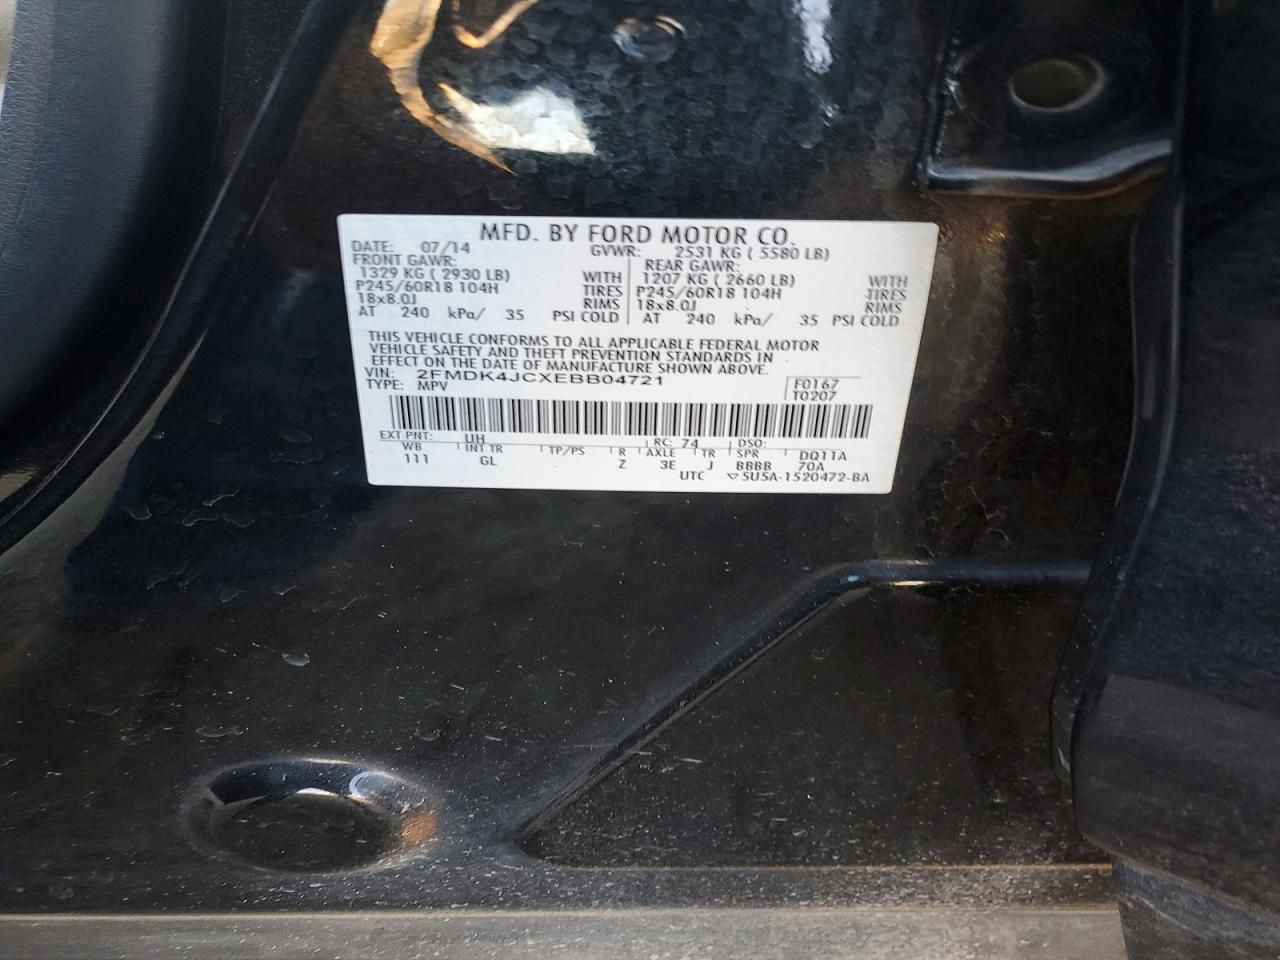 MFD. BY FORD MOTOR CO.
DATE: 07/14 GVWR: 2531 KG ( 5580 LB)
FRONT GAWR: REAR GAWR:
1329 KG ( 2930 LB) WITH 1207 KG ( 2660 LB) WITH
P245/60R18 104H TIRES P245/60R18 104H TIRES
18x8.0J RIMS 18x8.0J RIMS
AT 240 kPa/ 35 PSI COLD AT 240 kPa/ 35 PSI COLD
THIS VEHICLE CONFORMS TO ALL APPLICABLE FEDERAL MOTOR
VEHICLE SAFETY AND THEFT PREVENTION STANDARDS IN
EFFECT ON THE DATE OF MANUFACTURE SHOWN ABOVE.
VIN: 2FMDK4JCXEBB04721 F0167
TYPE: MPV T0207
EXT PNT: UH RC: 74 DSO:
WB INT TR TP/PS R AXLE TR SPR DQ11A
111 GL Z 3E J BBBB 70A
UTC ▽5U5A-1520472-BA